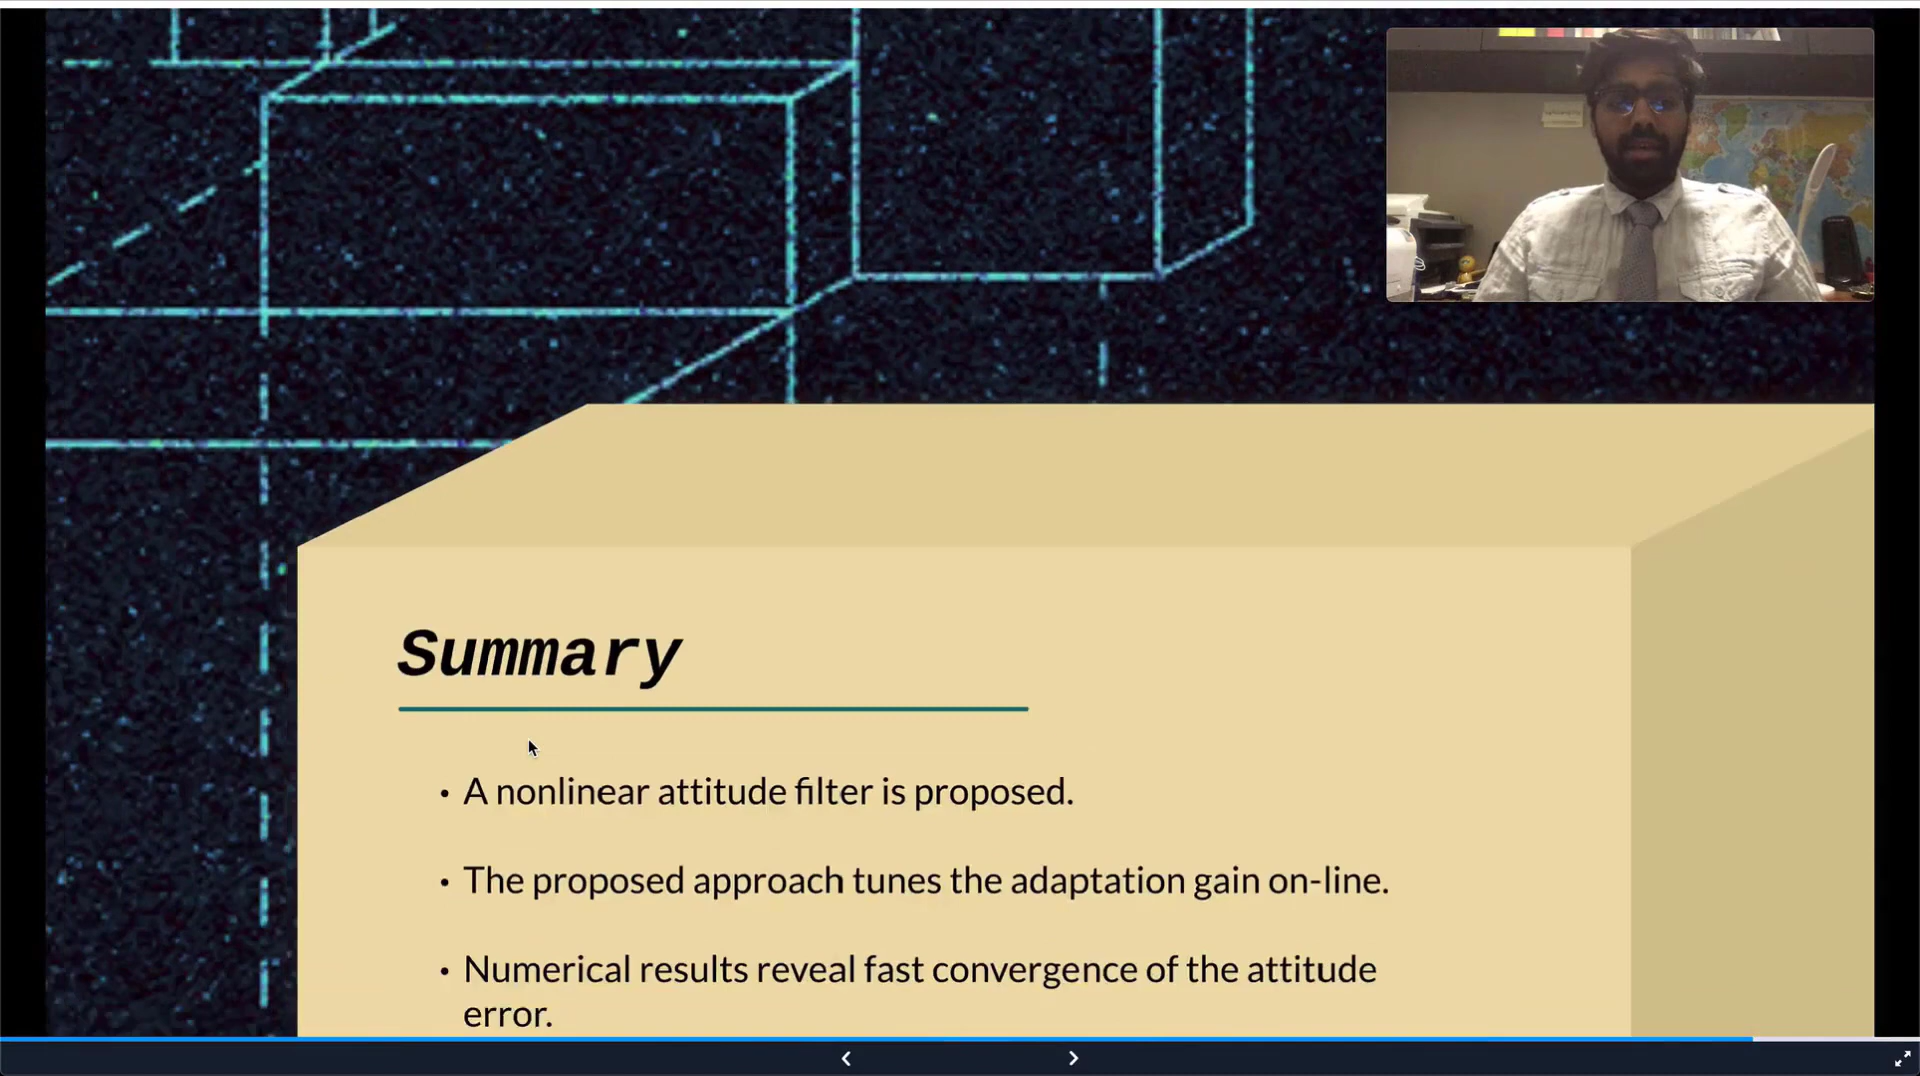 Summary
• A nonlinear attitude filter is proposed.
• The proposed approach tunes the adaptation gain on-line.
• Numerical results reveal fast convergence of the attitude
error.